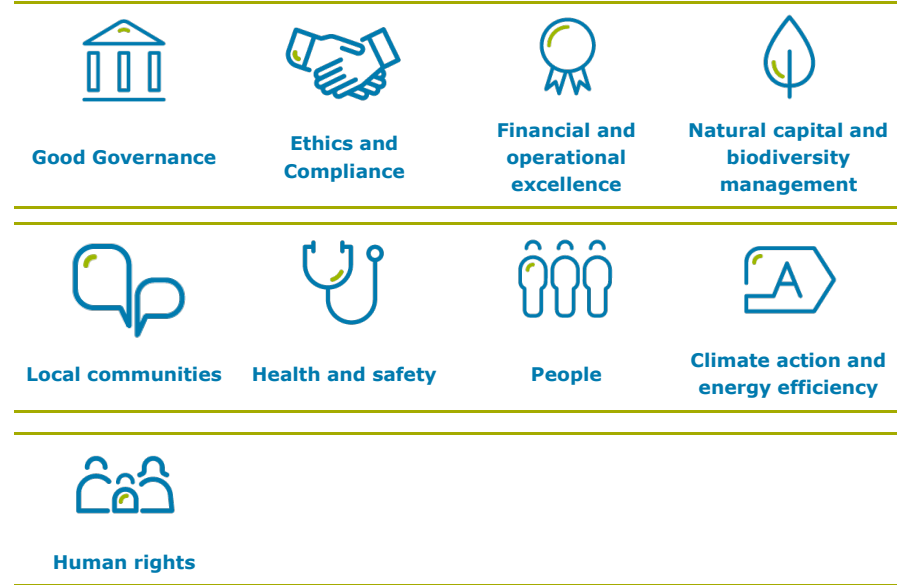 Good Governance
Ethics and
Compliance
Financial and
operational
excellence
Natural capital and
biodiversity
management
Local communities
Health and safety
People
A
Climate action and
energy efficiency
Human rights